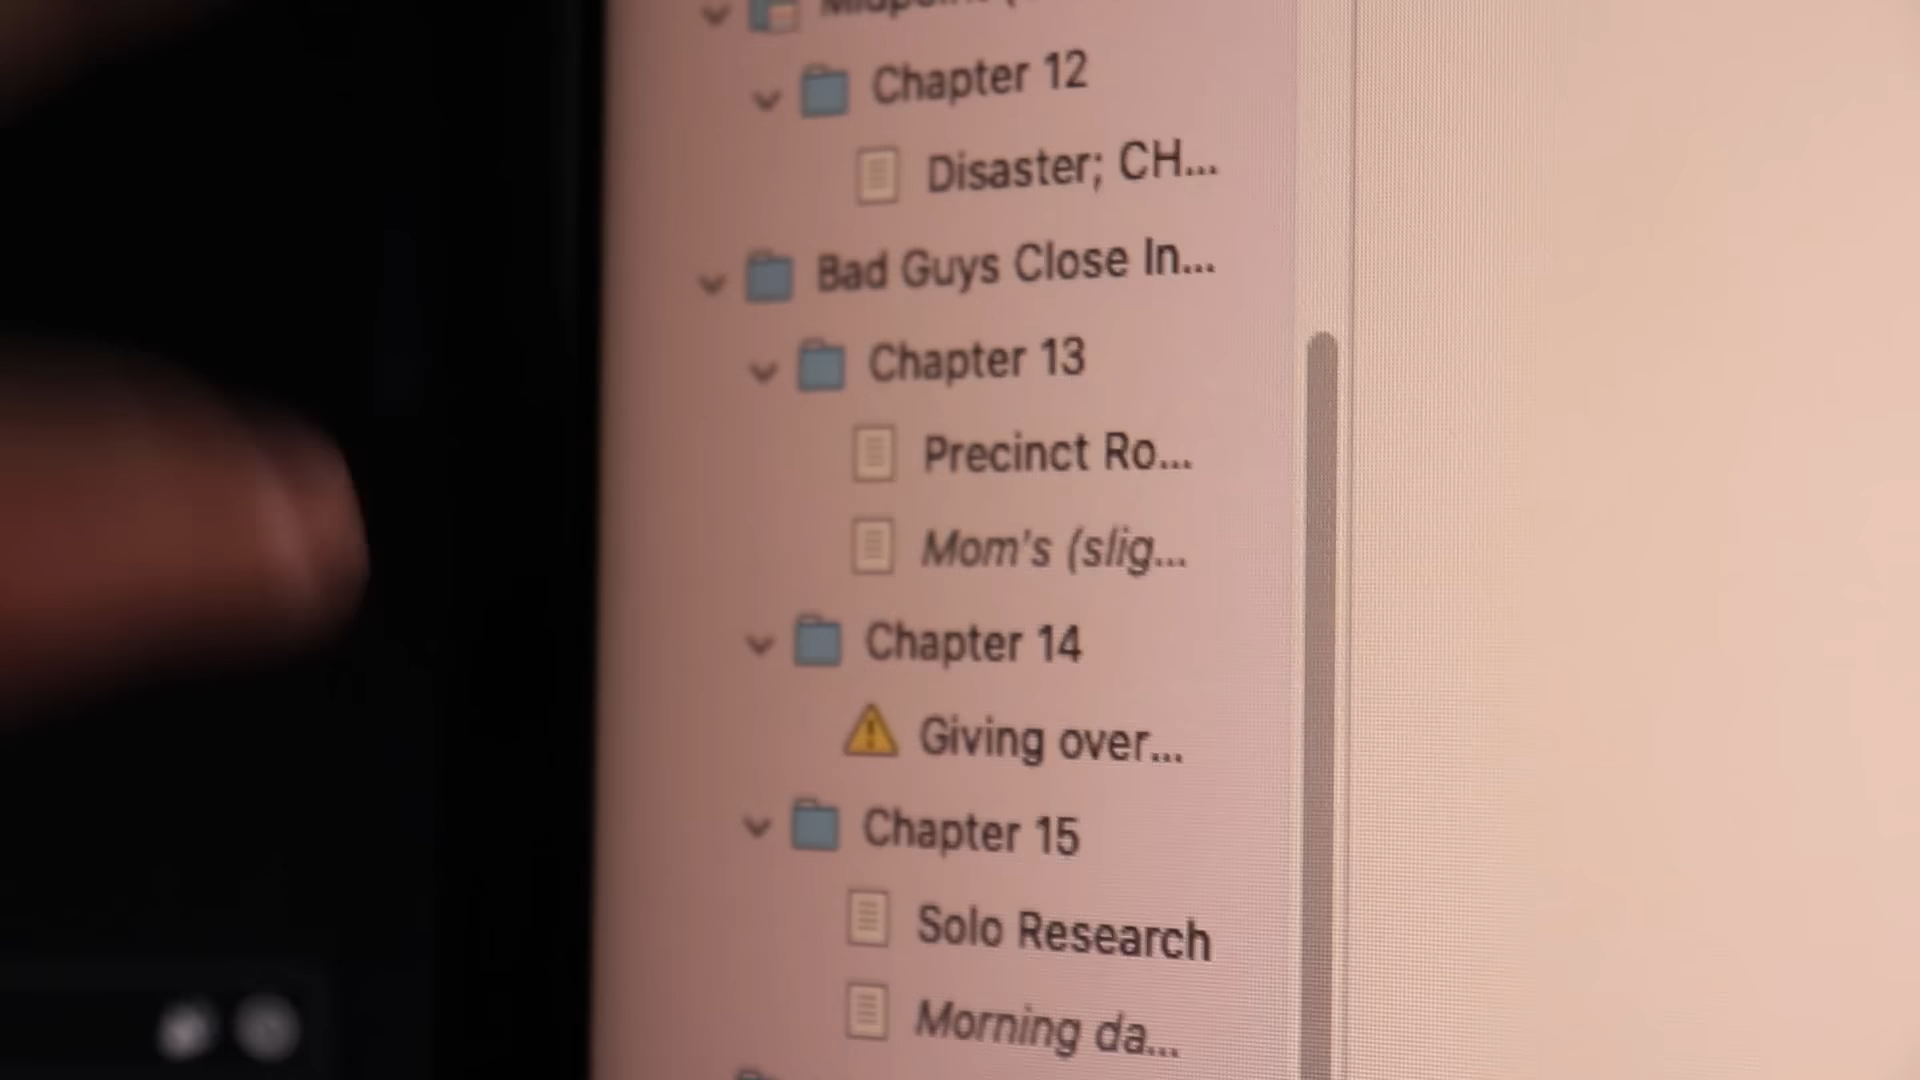 Chapter 12
Disaster; CH...
Bad Guys Close In...
Chapter 13
Precinct Ro...
Mom's (slig...
Chapter 14
Giving over...
Chapter 15
Solo Research
Morning da...